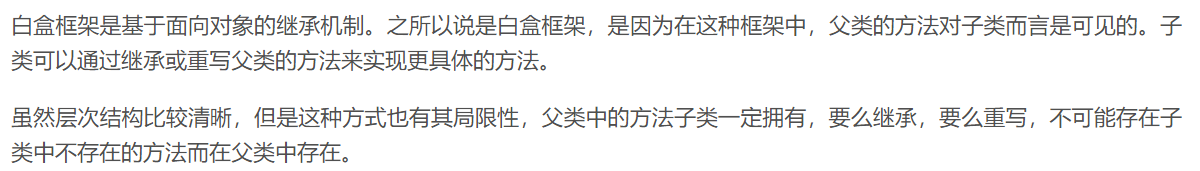 白盒框架是基于面向对象的继承机制。之所以说是白盒框架，是因为在这种框架中，父类的方法对子类而言是可见的。子
类可以通过继承或重写父类的方法来实现更具体的方法。
虽然层次结构比较清晰，但是这种方式也有其局限性，父类中的方法子类一定拥有，要么继承，要么重写，不可能存在子
类中不存在的方法而在父类中存在。